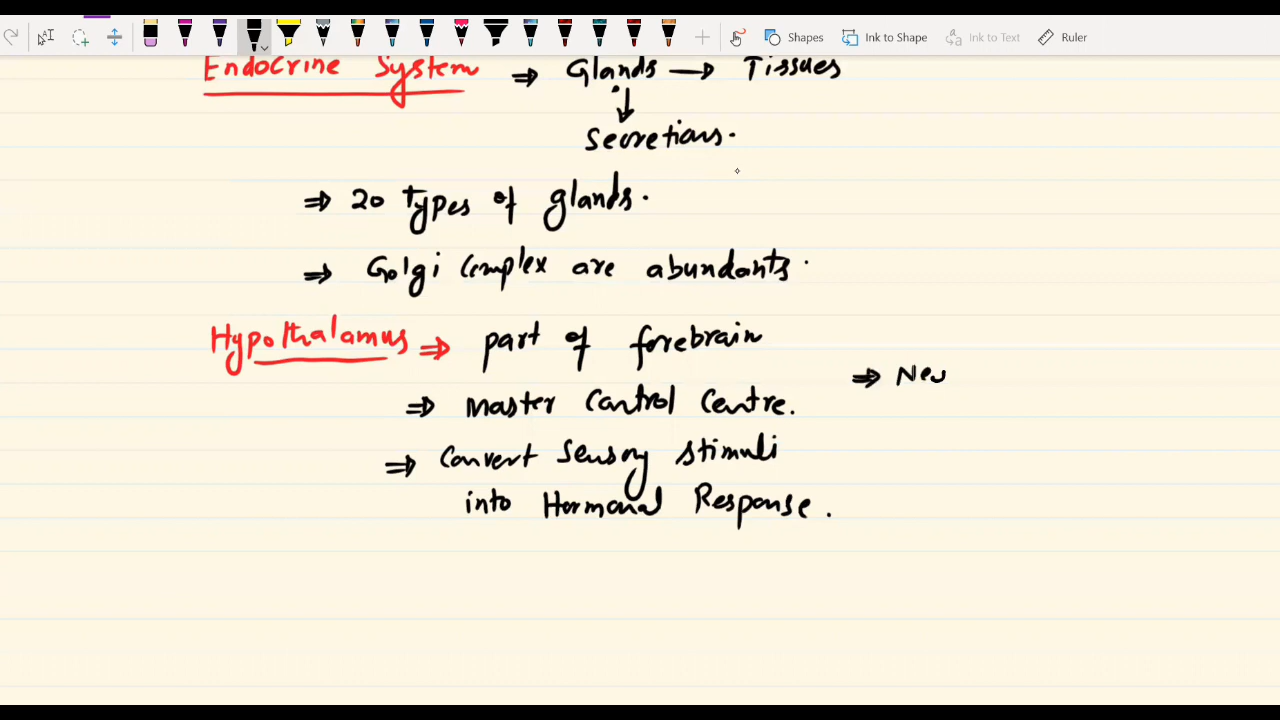 Shapes Ink to Shape Ink to Text Ruler
Endocrine System ⇒ Glands → Tissues
↓
Secretions.
⇒ 20 types of glands.
⇒ Golgi Complex are abundants.
Hypothalamus ⇒ part of forebrain
⇒ Neu
⇒ Master Control Centre.
⇒ Convert Sensory stimuli
into Hormonal Response.